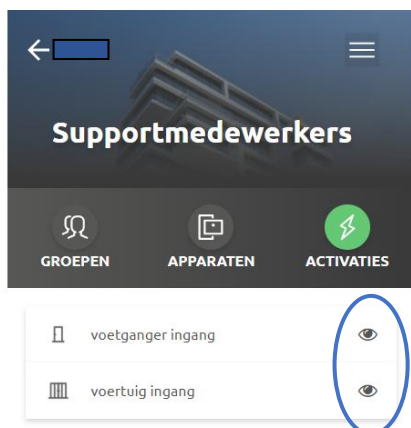 Supportmedewerkers
GROEPEN APPARATEN ACTIVATIES
voetganger ingang
voertuig ingang